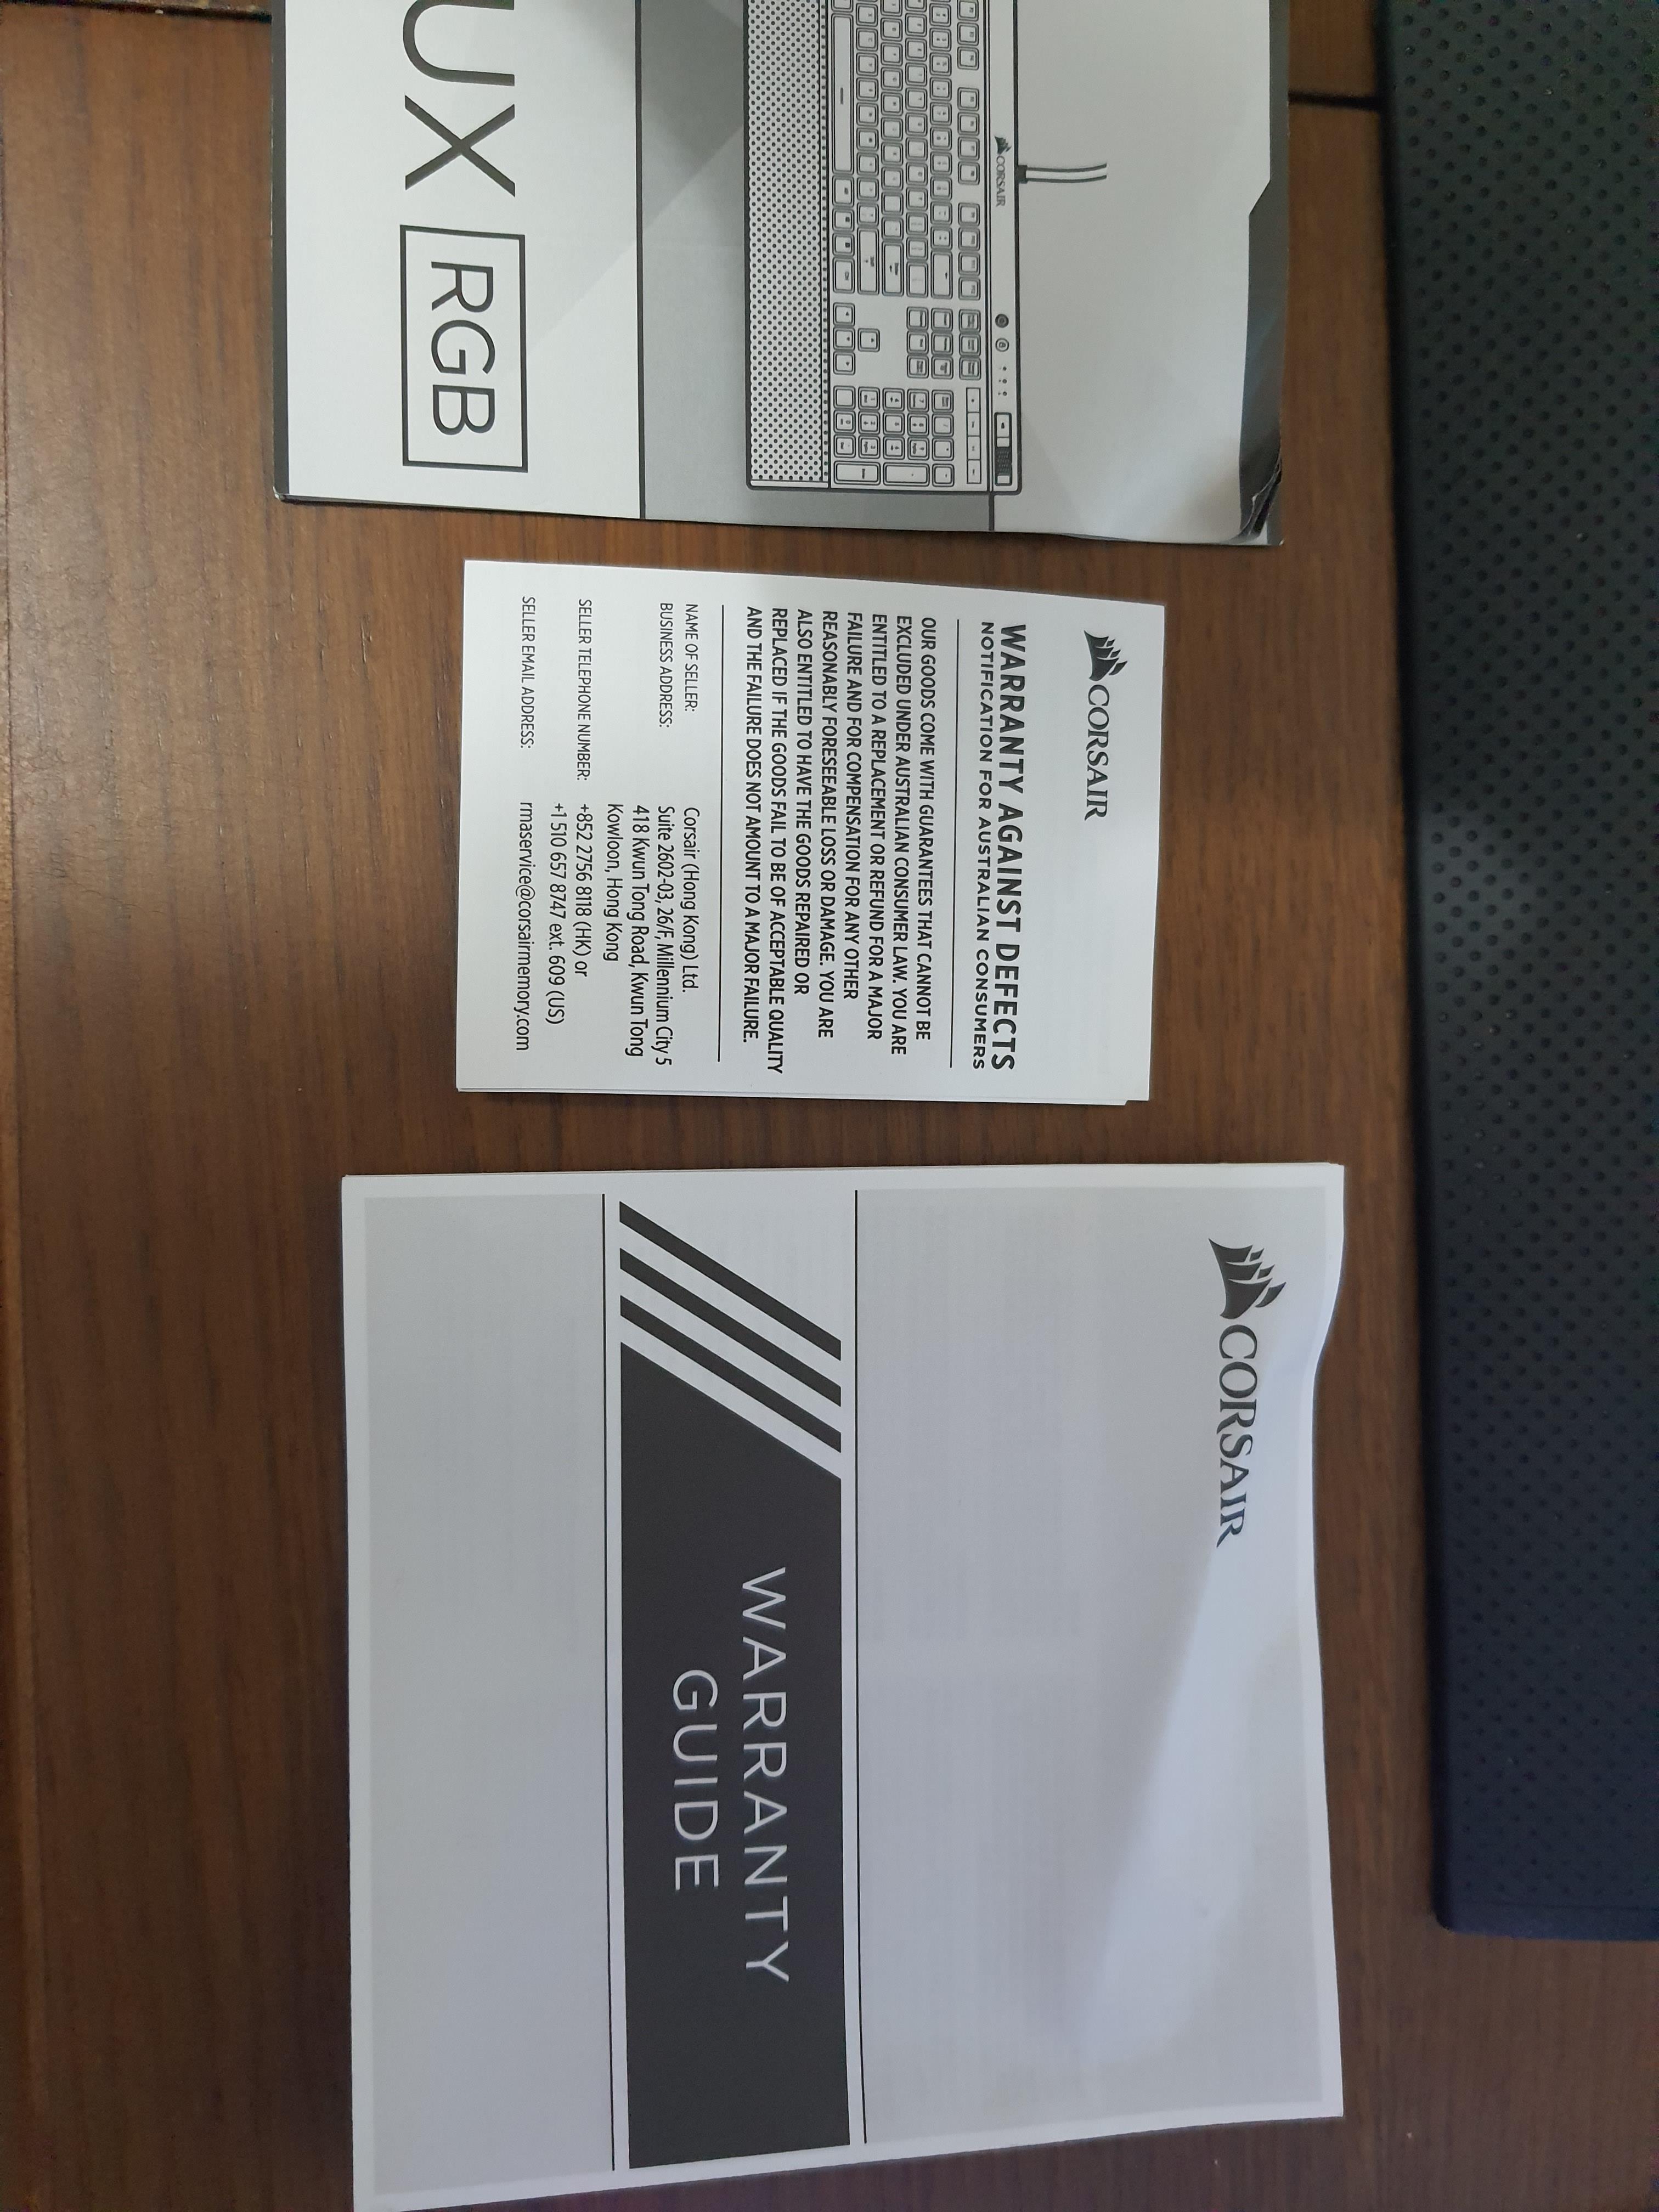 UX RGB
CORSAIR
CORSAIR
WARRANTY AGAINST DEFECTS
NOTIFICATION FOR AUSTRALIAN CONSUMERS
OUR GOODS COME WITH GUARANTEES THAT CANNOT BE
EXCLUDED UNDER AUSTRALIAN CONSUMER LAW. YOU ARE
ENTITLED TO A REPLACEMENT OR REFUND FOR A MAJOR
FAILURE AND FOR COMPENSATION FOR ANY OTHER
REASONABLY FORESEEABLE LOSS OR DAMAGE. YOU ARE
ALSO ENTITLED TO HAVE THE GOODS REPAIRED OR
REPLACED IF THE GOODS FAIL TO BE OF ACCEPTABLE QUALITY
AND THE FAILURE DOES NOT AMOUNT TO A MAJOR FAILURE.
NAME OF SELLER: Corsair (Hong Kong) Ltd.
BUSINESS ADDRESS: Suite 2602-03, 26/F, Millennium City 5
418 Kwun Tong Road, Kwun Tong
Kowloon, Hong Kong
SELLER TELEPHONE NUMBER: +852 2756 8118 (HK) or
+1 510 657 8747 ext. 609 (US)
SELLER EMAIL ADDRESS: rmaservice@corsairmemory.com
CORSAIR
WARRANTY
GUIDE